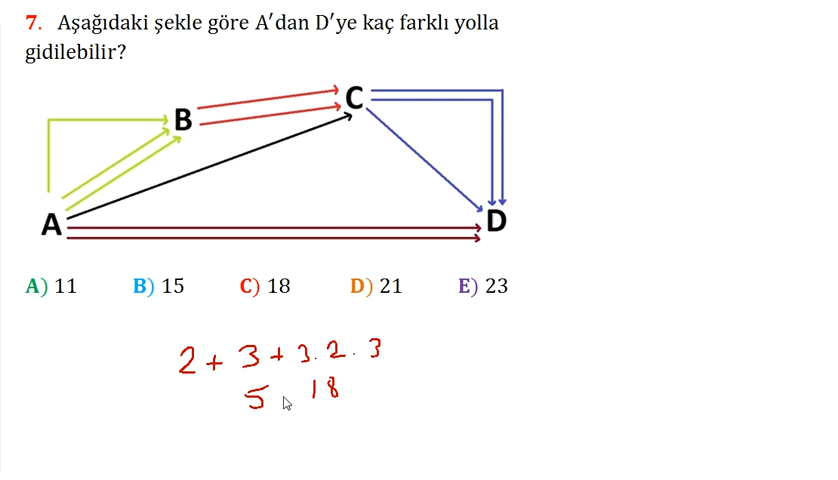 7. Aşağıdaki şekle göre A′dan D′ye kaç farklı yolla
gidilebilir?
B
C
A
D
A) 11 B) 15 C) 18 D) 21 E) 23
2 + 3 + 3 . 2 . 3
5 18